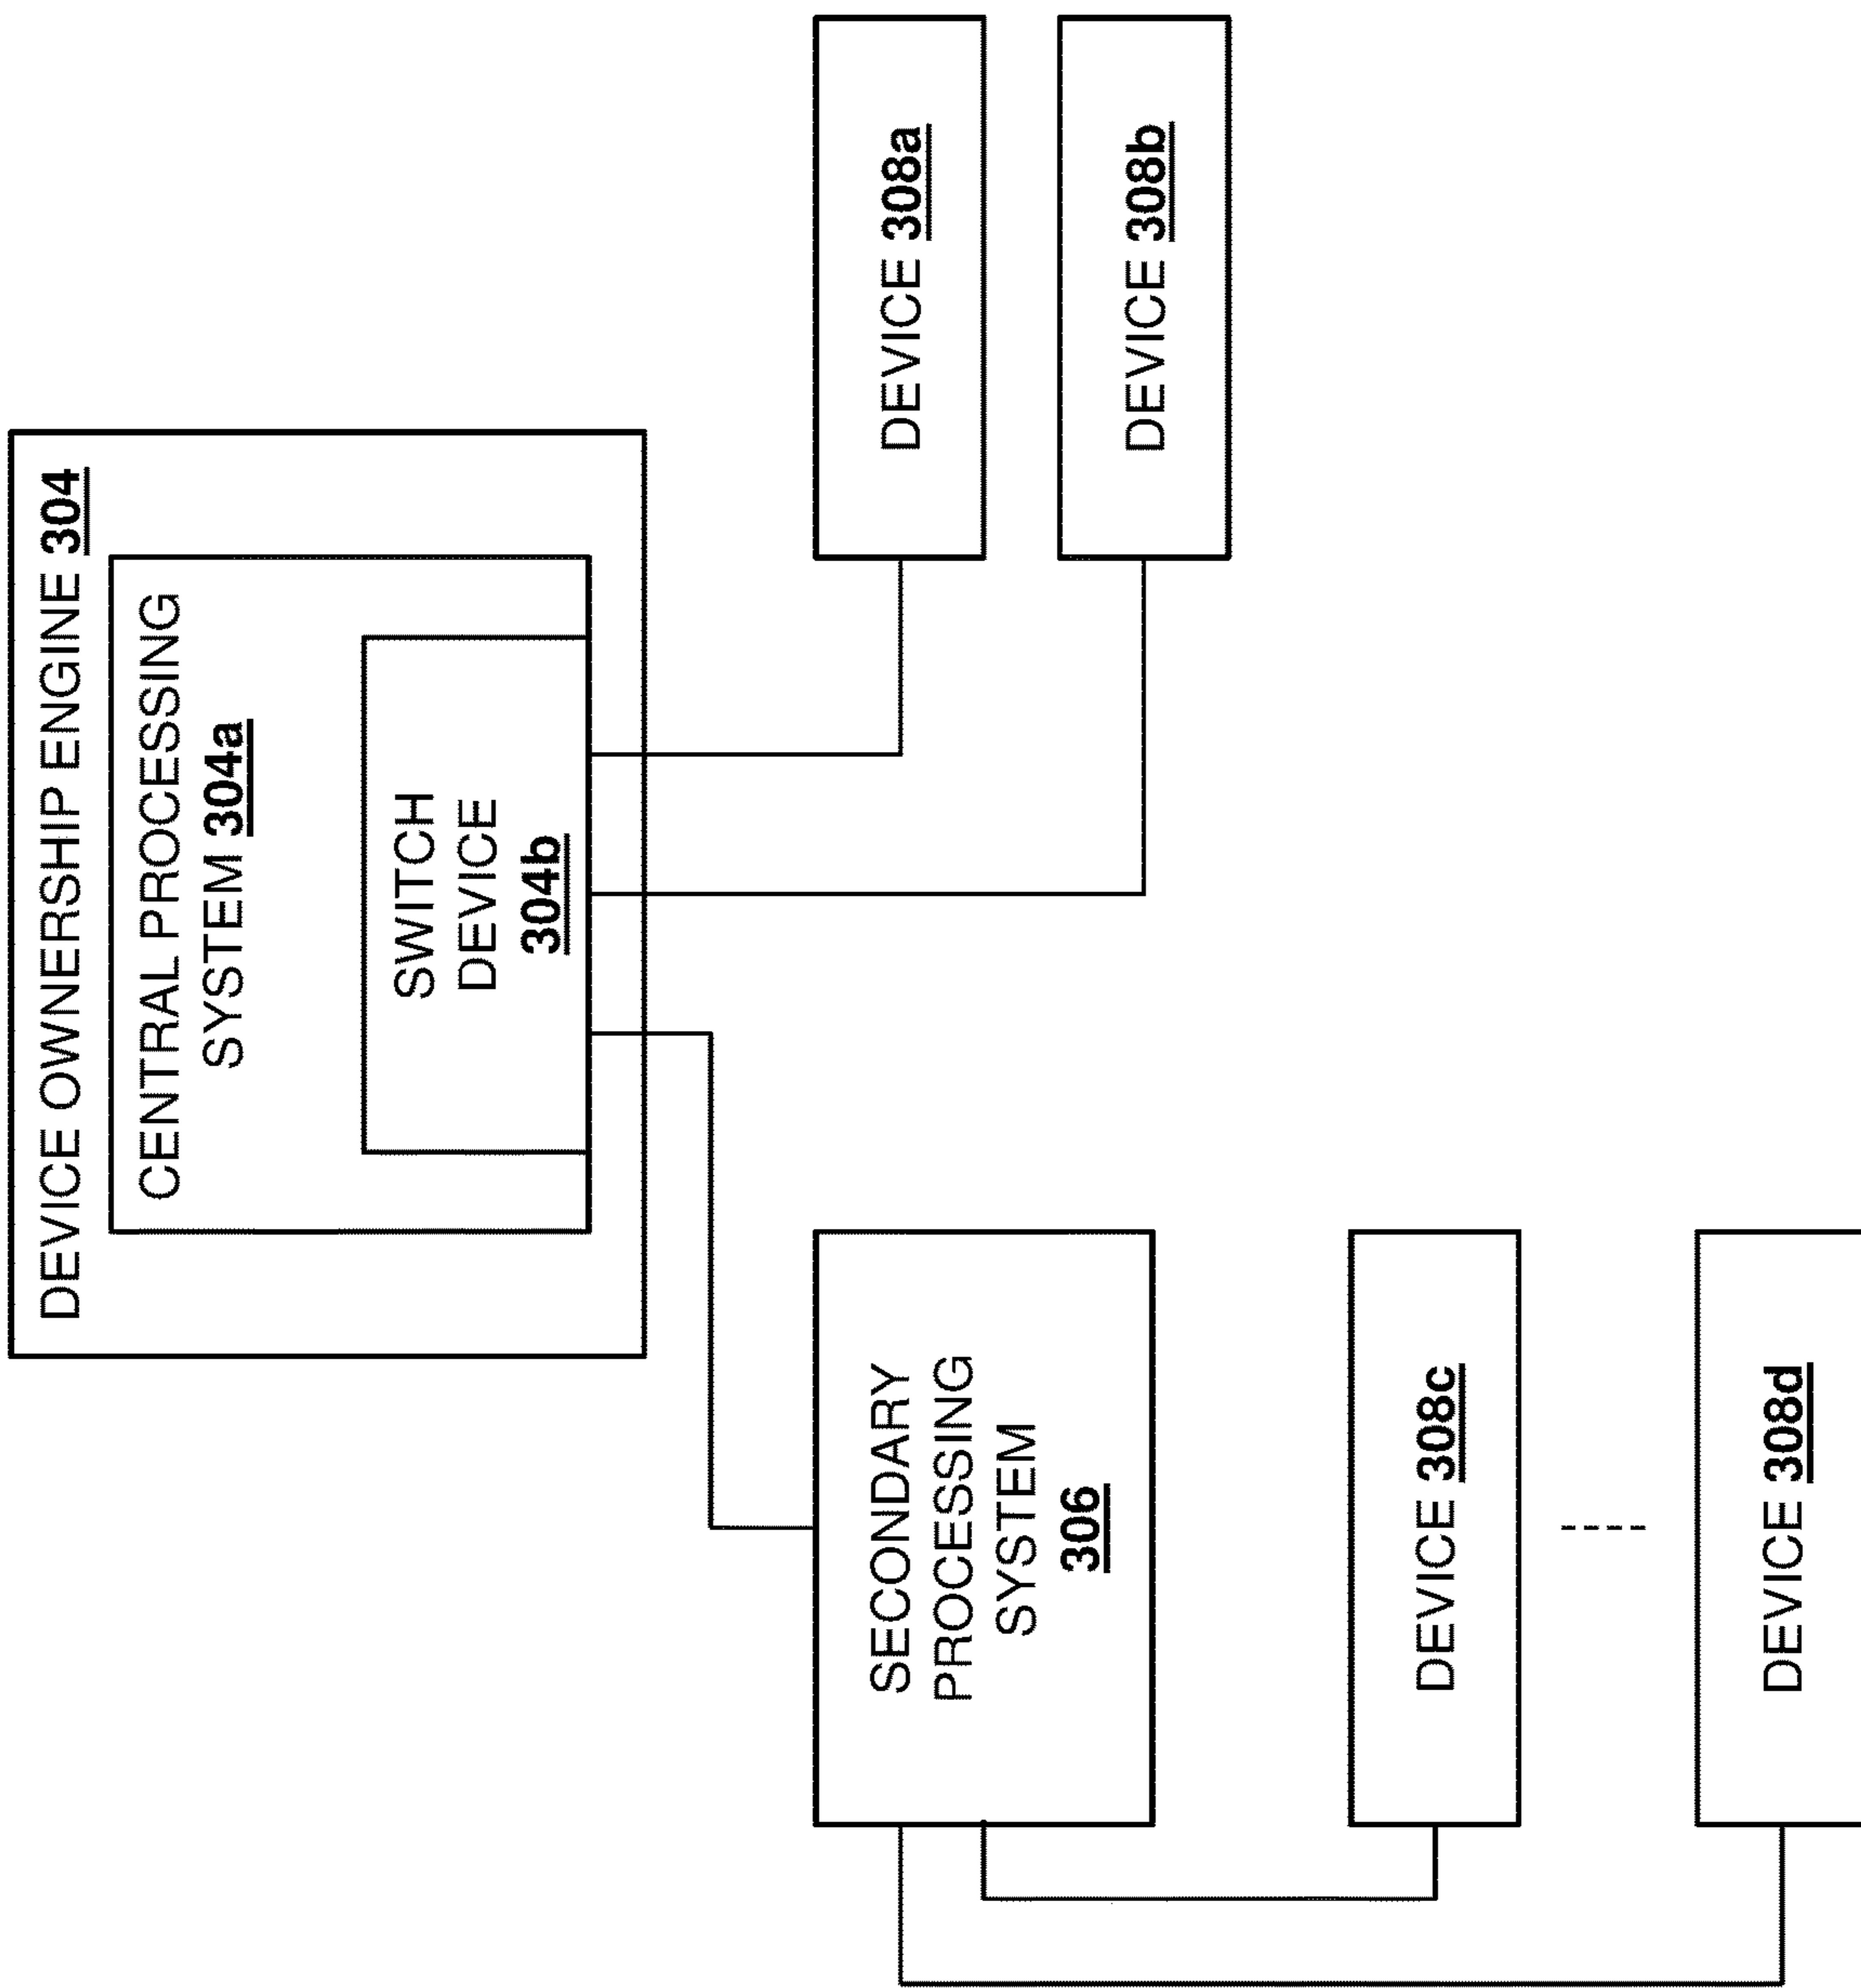 DEVICE OWNERSHIP ENGINE 304
CENTRAL PROCESSING
SYSTEM 304a
SWITCH
DEVICE
304b
SECONDARY
PROCESSING
SYSTEM
306
DEVICE 308a
DEVICE 308b
DEVICE 308c
DEVICE 308d